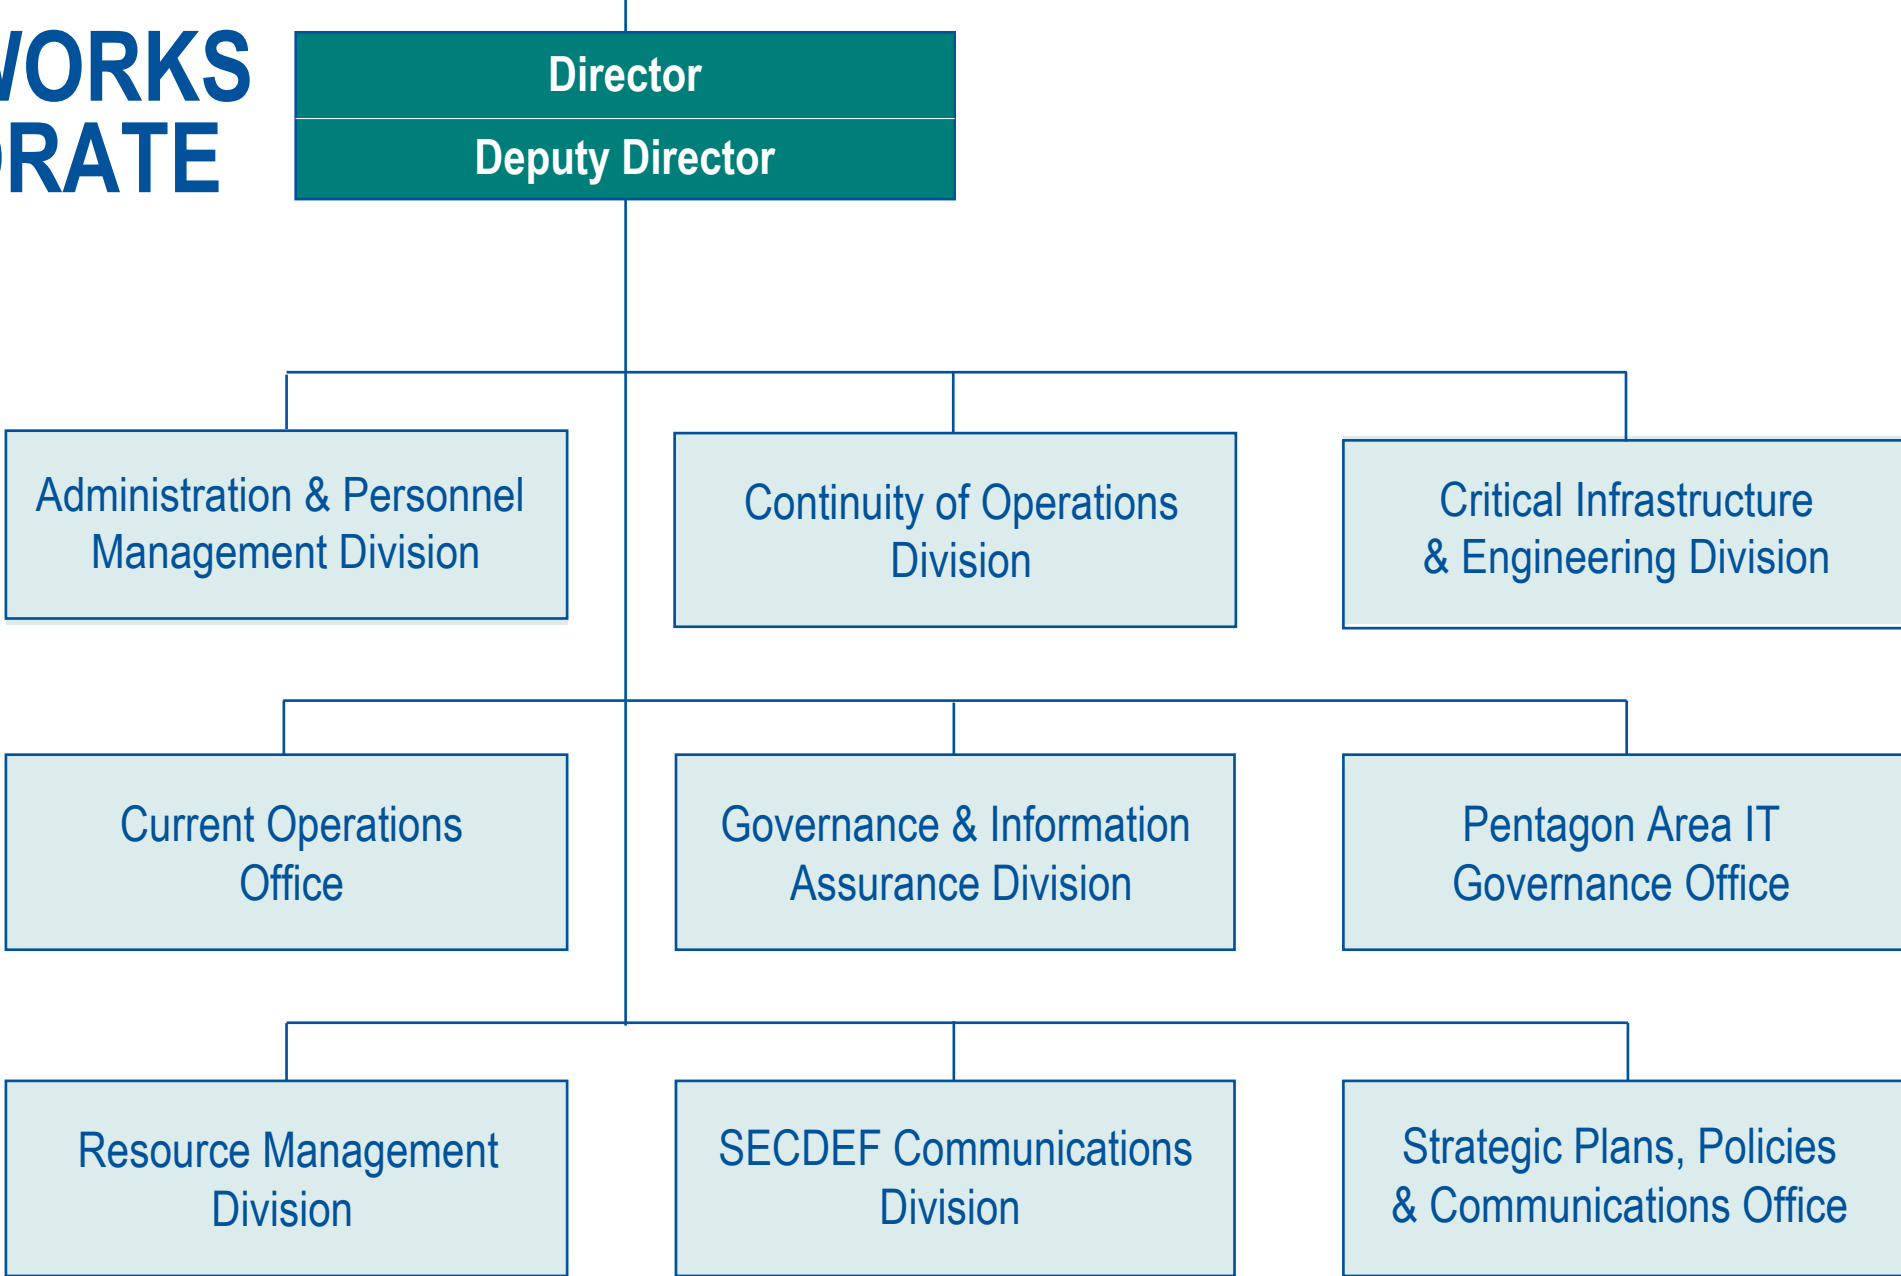 WORKS
ORATE
Director
Deputy Director
Administration & Personnel
Management Division
Continuity of Operations
Division
Critical Infrastructure
& Engineering Division
Current Operations
Office
Governance & Information
Assurance Division
Pentagon Area IT
Governance Office
Resource Management
Division
SECDEF Communications
Division
Strategic Plans, Policies
& Communications Office